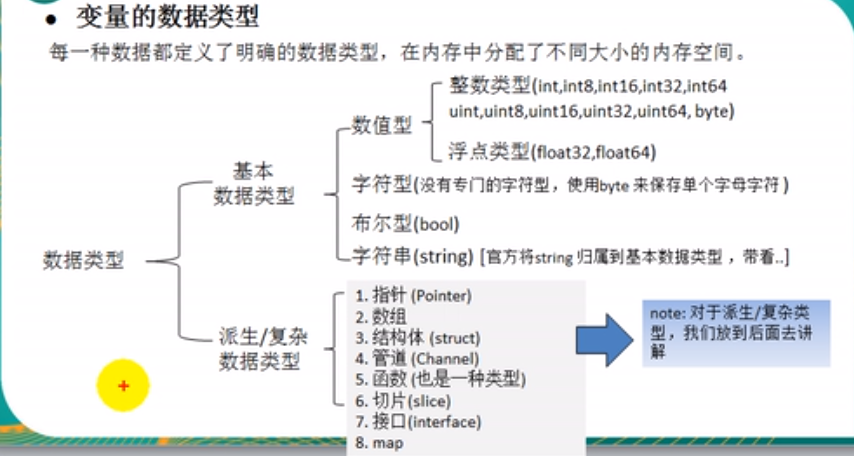 • 变量的数据类型
每一种数据都定义了明确的数据类型，在内存中分配了不同大小的内存空间。
整数类型(int,int8,int16,int32,int64
uint,uint8,uint16,uint32,uint64, byte)
数值型
浮点类型(float32,float64)
基本
数据类型
字符型(没有专门的字符型，使用byte 来保存单个字母字符)
布尔型(bool)
字符串(string) [官方将string 归属到基本数据类型，带看..]
数据类型
派生/复杂
数据类型
1. 指针 (Pointer)
2. 数组
3. 结构体 (struct)
4. 管道 (Channel)
5. 函数 (也是一种类型)
6. 切片(slice)
7. 接口(interface)
8. map
note: 对于派生/复杂类
型，我们放到后面去讲
解